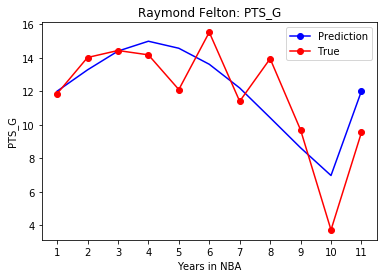 Raymond Felton: PTS_G
Prediction
True
16
14
12
10
8
6
4
PTS_G
1 2 3 4 5 6 7 8 9 10 11
Years in NBA